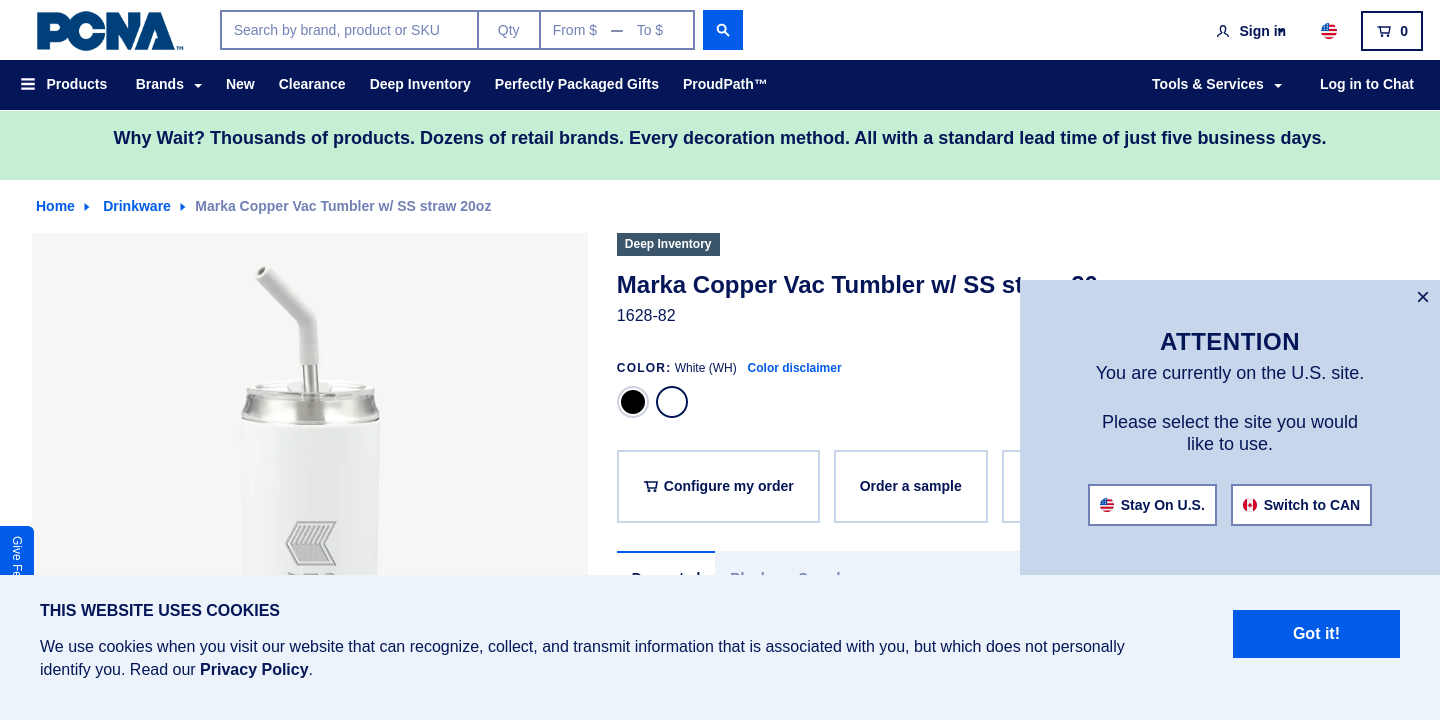 PCNA™
Search by brand, product or SKU
Qty
From $ — To $
Sign in
0
Products
Brands
New
Clearance
Deep Inventory
Perfectly Packaged Gifts
ProudPath™
Tools & Services
Log in to Chat
Why Wait? Thousands of products. Dozens of retail brands. Every decoration method. All with a standard lead time of just five business days.
Home
Drinkware
Marka Copper Vac Tumbler w/ SS straw 20oz
Deep Inventory
Marka Copper Vac Tumbler w/ SS
1628-82
COLOR: White (WH) Color disclaimer
Configure my order
Order a sample
×
ATTENTION
You are currently on the U.S. site.
Please select the site you would
like to use.
Stay On U.S.
Switch to CAN
Give
THIS WEBSITE USES COOKIES
We use cookies when you visit our website that can recognize, collect, and transmit information that is associated with you, but which does not personally
identify you. Read our Privacy Policy.
Got it!